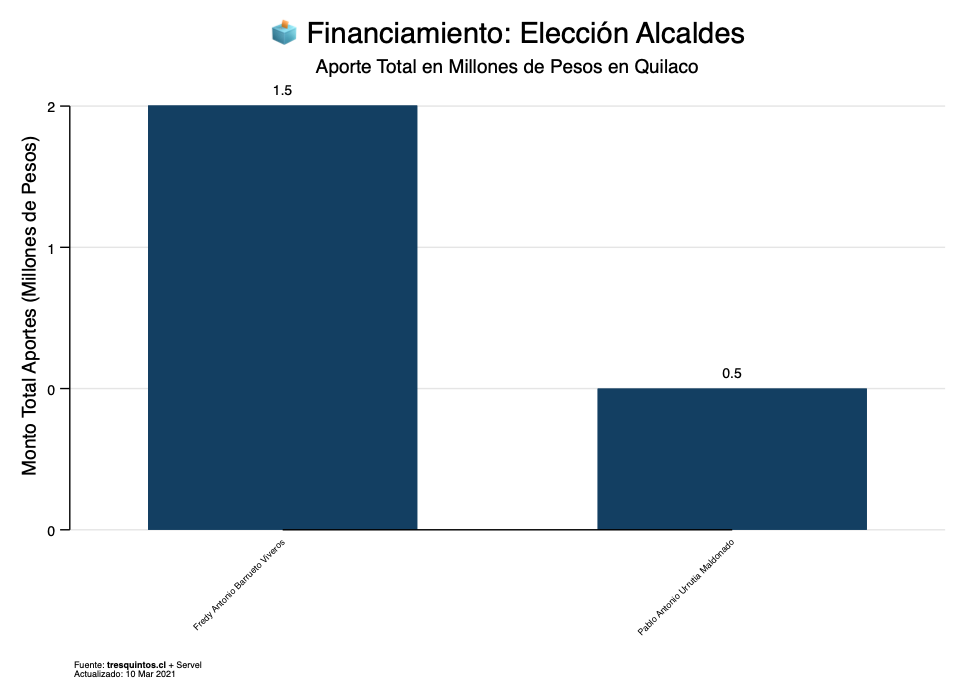 🗳️ Financiamiento: Elección Alcaldes
Aporte Total en Millones de Pesos en Quilaco
Monto Total Aportes (Millones de Pesos)
2
1
0
0
1.5
0.5
Fredy Antonio Barrueto Viveros
Pablo Antonio Urrutia Maldonado
Fuente: tresquintos.cl + Servel
Actualizado: 10 Mar 2021